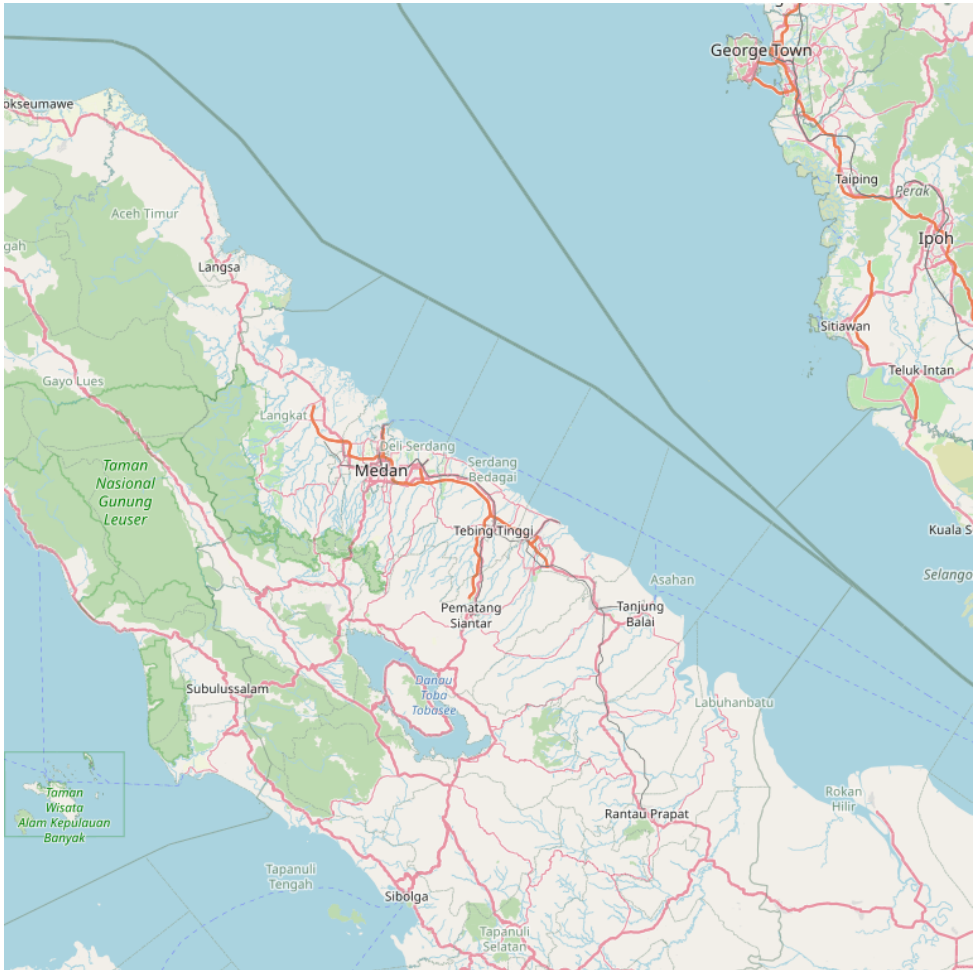 George Town
okseumawe
Taiping
Perak
Aceh Timur
Ipoh
gah
Langsa
Sitiawan
Teluk Intan
Gayo Lues
Langkat
Deli Serdang
Medan
Serdang
Bedagai
Taman
Nasional
Gunung
Leuser
Tebing Tinggi
Kuala S
Selango
Asahan
Pematang
Siantar
Tanjung
Balai
Subulussalam
Danau
Toba
Tobasee
Labuhanbatu
Taman
Wisata
Alam Kepulauan
Banyak
Rokan
Hilir
Rantau Prapat
Tapanuli
Tengah
Sibolga
Tapanuli
Selatan